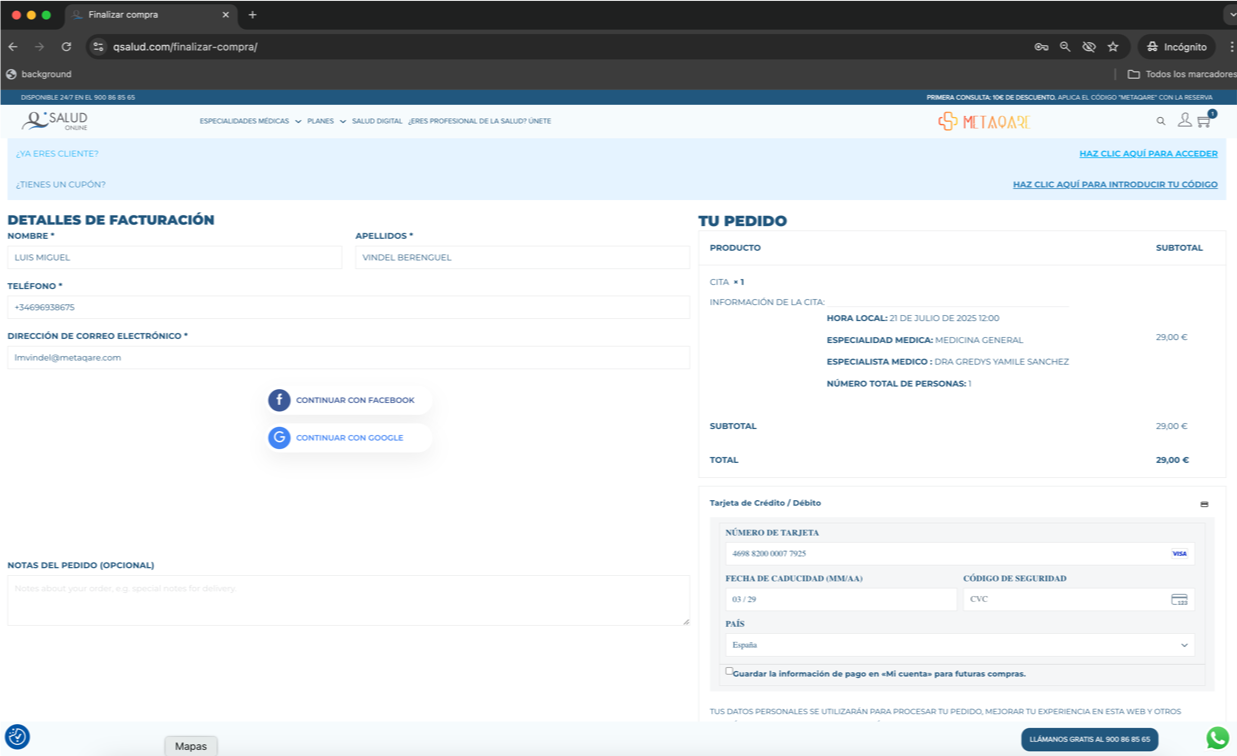 Finalizar compra
qsalud.com/finalizar-compra/
Incógnito
background
Todos los marcadores
DISPONIBLE 24/7 EN EL 900 86 85 65
PRIMERA CONSULTA: 10€ DE DESCUENTO. APLICA EL CÓDIGO "METAQARE" CON LA RESERVA
QSALUD
ONLINE
ESPECIALIDADES MÉDICAS PLANES SALUD DIGITAL ¿ERES PROFESIONAL DE LA SALUD? ÚNETE
METAQARE
1
¿YA ERES CLIENTE?
HAZ CLIC AQUÍ PARA ACCEDER
¿TIENES UN CUPÓN?
HAZ CLIC AQUÍ PARA INTRODUCIR TU CÓDIGO
DETALLES DE FACTURACIÓN
NOMBRE *
APELLIDOS *
LUIS MIGUEL
VINDEL BERENGUEL
TELÉFONO *
+34696938675
DIRECCIÓN DE CORREO ELECTRÓNICO *
lmvindel@metaqare.com
f CONTINUAR CON FACEBOOK
G CONTINUAR CON GOOGLE
NOTAS DEL PEDIDO (OPCIONAL)
Notes about your order, e.g. special notes for delivery.
TU PEDIDO
PRODUCTO
SUBTOTAL
CITA × 1
INFORMACIÓN DE LA CITA:
HORA LOCAL: 21 DE JULIO DE 2025 12:00
ESPECIALIDAD MEDICA: MEDICINA GENERAL
29,00 €
ESPECIALISTA MEDICO : DRA GREDYS YAMILE SANCHEZ
NÚMERO TOTAL DE PERSONAS: 1
SUBTOTAL
29,00 €
TOTAL
29,00 €
Tarjeta de Crédito / Débito
NÚMERO DE TARJETA
4698 8200 0007 7925
VISA
FECHA DE CADUCIDAD (MM/AA)
CÓDIGO DE SEGURIDAD
03 / 29
CVC
123
PAÍS
España
Guardar la información de pago en «Mi cuenta» para futuras compras.
TUS DATOS PERSONALES SE UTILIZARÁN PARA PROCESAR TU PEDIDO, MEJORAR TU EXPERIENCIA EN ESTA WEB Y OTROS
LLÁMANOS GRATIS AL 900 86 85 65
Mapas